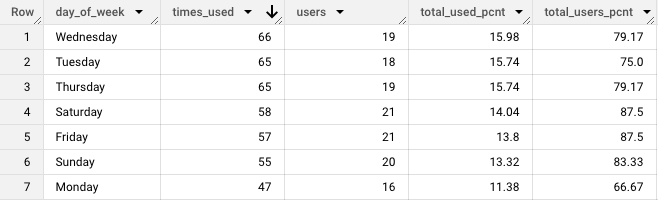 Row day_of_week times_used users total_used_pcnt total_users_pcnt
1 Wednesday 66 19 15.98 79.17
2 Tuesday 65 18 15.74 75.0
3 Thursday 65 19 15.74 79.17
4 Saturday 58 21 14.04 87.5
5 Friday 57 21 13.8 87.5
6 Sunday 55 20 13.32 83.33
7 Monday 47 16 11.38 66.67